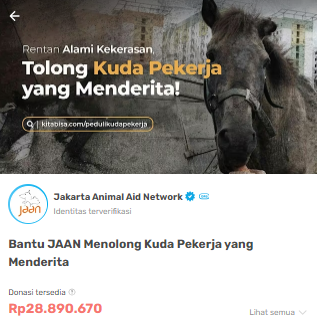 Rentan Alami Kekerasan,
Tolong Kuda Pekerja
yang Menderita!
kitabisa.com/pedulikudapekerja
jaan
Jakarta Animal Aid Network
Identitas terverifikasi
Bantu JAAN Menolong Kuda Pekerja yang
Menderita
Donasi tersedia
Rp28.890.670
Lihat semua